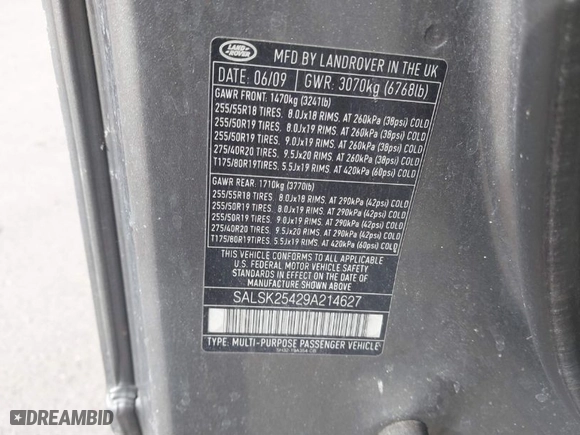 LAND
ROVER
MFD BY LANDROVER IN THE UK
DATE: 06/09 GWR: 3070kg (6768lb)
GAWR FRONT: 1470kg (3241lb)
255/55R18 TIRES. 8.0Jx18 RIMS. AT 260kPa (38psi) COLD
255/50R19 TIRES. 8.0Jx19 RIMS. AT 260kPa (38psi) COLD
255/50R19 TIRES. 9.0Jx19 RIMS. AT 260kPa (38psi) COLD
275/40R20 TIRES. 9.5Jx20 RIMS. AT 260kPa (38psi) COLD
T175/80R19TIRES. 5.5Jx19 RIMS. AT 420kPa (60psi) COLD
GAWR REAR: 1710kg (3770lb)
255/55R18 TIRES. 8.0Jx18 RIMS. AT 290kPa (42psi) COLD
255/50R19 TIRES. 8.0Jx19 RIMS. AT 290kPa (42psi) COLD
255/50R19 TIRES. 9.0Jx19 RIMS. AT 290kPa (42psi) COLD
275/40R20 TIRES. 9.5Jx20 RIMS. AT 290kPa (42psi) COLD
T175/80R19TIRES. 5.5Jx19 RIMS. AT 420kPa (60psi) COLD
THIS VEHICLE CONFORMS TO ALL APPLICABLE
U.S. FEDERAL MOTOR VEHICLE SAFETY AND
THEFT PREVENTION STANDARDS IN EFFECT ON
THE DATE OF MANUFACTURE SHOWN ABOVE.
SALSK25429A214627
TYPE: MULTI-PURPOSE PASSENGER VEHICLE
DREAMBID